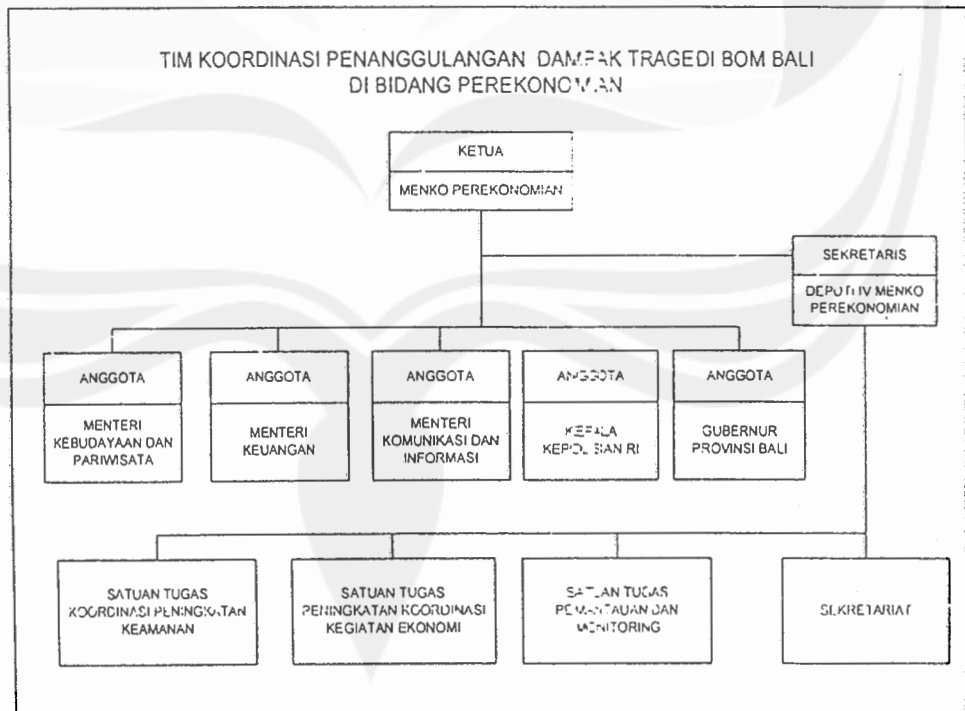 TIM KOORDINASI PENANGGULANGAN DAMPAK TRAGEDI BOM BALI
DI BIDANG PEREKONOMIAN
KETUA
MENKO PEREKONOMIAN
SEKRETARIS
DEPUTI IV MENKO
PEREKONOMIAN
ANGGOTA
MENTERI
KEBUDAYAAN DAN
PARIWISATA
ANGGOTA
MENTERI
KEUANGAN
ANGGOTA
MENTERI
KOMUNIKASI DAN
INFORMASI
ANGGOTA
KEPALA
KEPOLISIAN RI
ANGGOTA
GUBERNUR
PROVINSI BALI
SATUAN TUGAS
KOORDINASI PENINGKATAN
KEAMANAN
SATUAN TUGAS
PENINGKATAN KOORDINASI
KEGIATAN EKONOMI
SATUAN TUGAS
PEMANTAUAN DAN
MONITORING
SEKRETARIAT